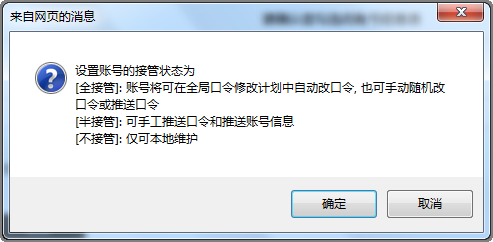 来自网页的消息
设置账号的接管状态为
[全接管]: 账号将可在全局口令修改计划中自动改口令, 也可手动随机改
口令或推送口令
[半接管]: 可手工推送口令和推送账号信息
[不接管]: 仅可本地维护
确定
取消